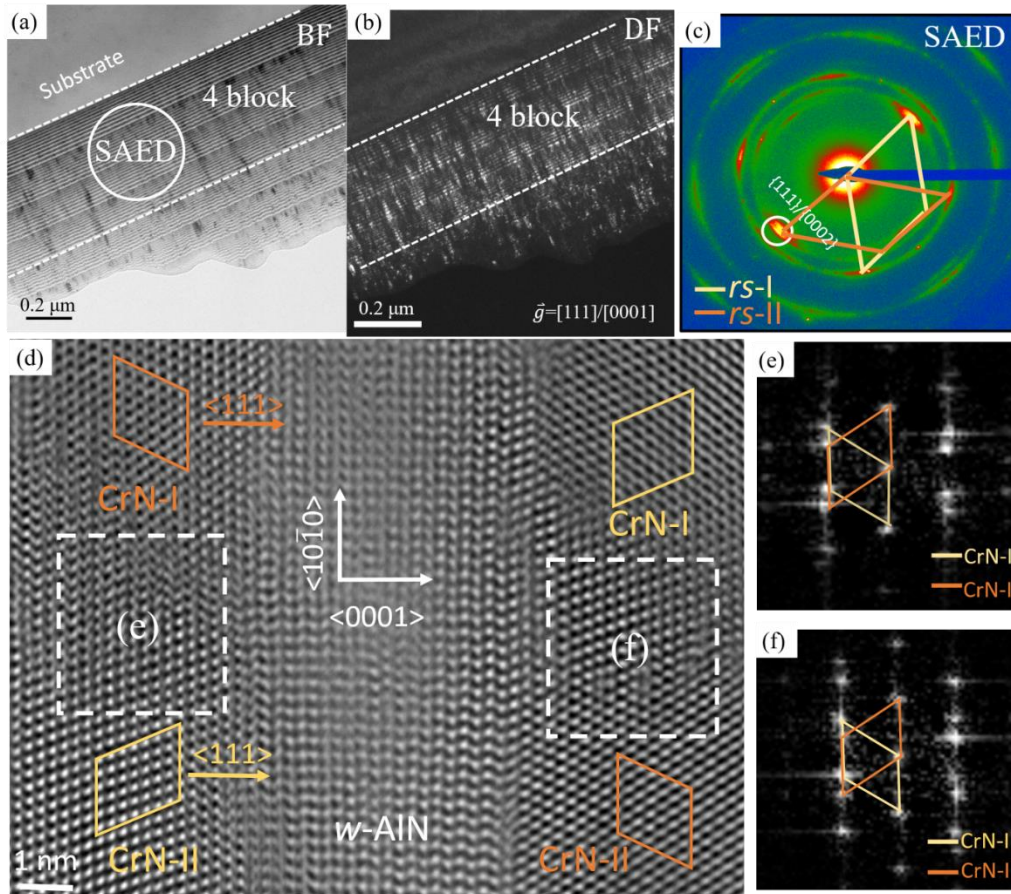 (a)
BF
Substrate
4 block
SAED
0.2 μm
(b)
DF
4 block
0.2 μm
g⃗=[111]/[0001]
(c)
SAED
{111}/{0002}
rs-I
rs-II
(d)
<111>
CrN-I
CrN-I
<101̅0>
<0001>
(e)
(f)
<111>
CrN-II
w-AlN
CrN-II
1 nm
(e)
CrN-I
CrN-I
(f)
CrN-I
CrN-I